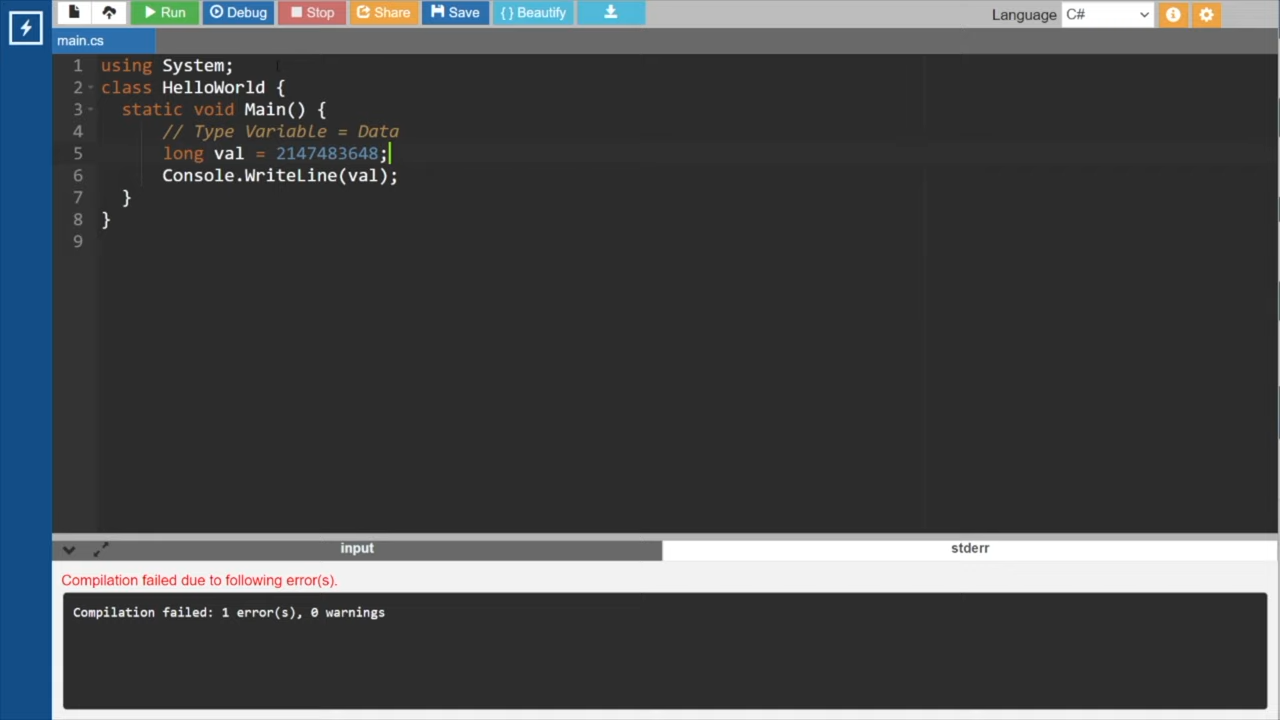 Run Debug Stop Share Save { } Beautify Language C#
main.cs
1 using System;
2 class HelloWorld {
3 static void Main() {
4 // Type Variable = Data
5 long val = 2147483648;
6 Console.WriteLine(val);
7 }
8 }
9
input stderr
Compilation failed due to following error(s).
Compilation failed: 1 error(s), 0 warnings